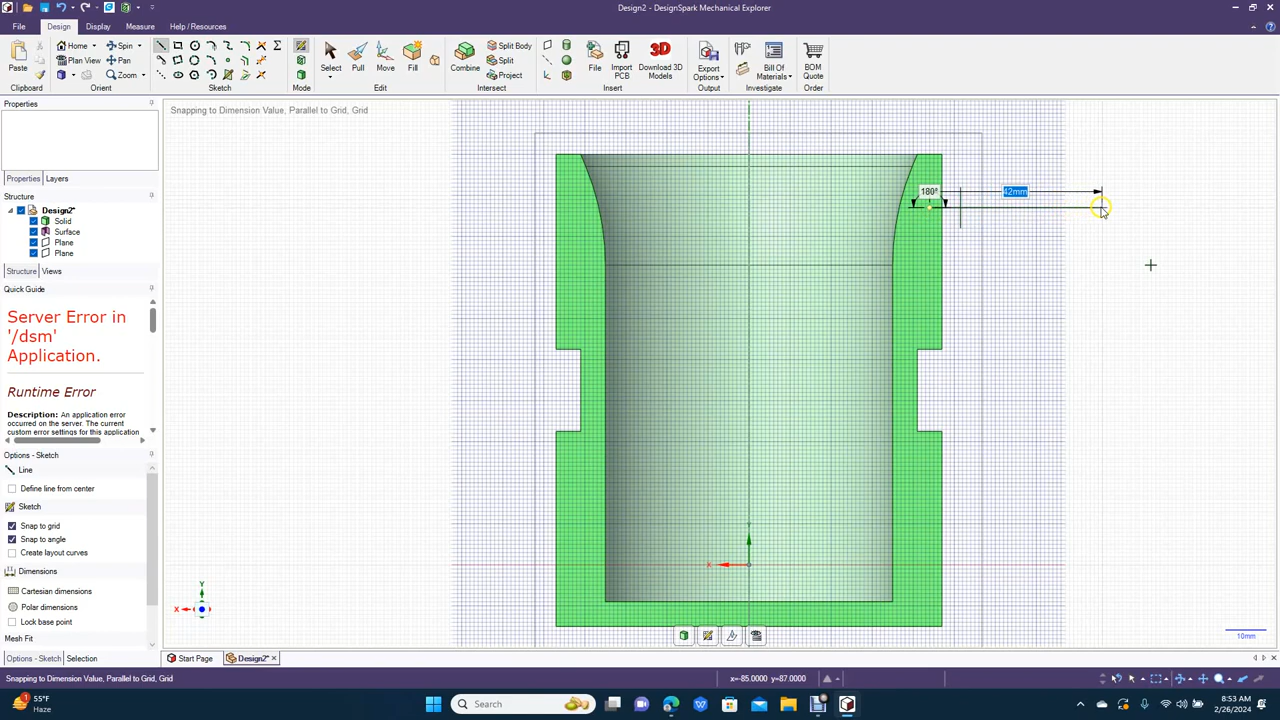 Design2* - DesignSpark Mechanical Explorer
File Design Display Measure Help / Resources
Home Spin
Plan View Pan
Zoom
Paste
Select Pull Move Fill
Combine Split Body
Split
Project
File Import PCB Download 3D Models
3D
Export Options Bill Of Materials BOM Quote
Clipboard Orient Sketch Mode Edit Intersect Insert Output Investigate Order
Properties
Snapping to Dimension Value, Parallel to Grid, Grid
Properties Layers
Structure
Design2*
Solid
Surface
Plane
Plane
Structure Views
Quick Guide
Server Error in
'/dsm'
Application.
Runtime Error
Description: An application error
occurred on the server. The current
custom error settings for this application
Options - Sketch
Line
Define line from center
Sketch
Snap to grid
Snap to angle
Create layout curves
Dimensions
Cartesian dimensions
Polar dimensions
Lock base point
Mesh Fit
Options - Sketch Selection
180° 42mm
Y
X
Y
X
10mm
Start Page Design2*
Snapping to Dimension Value, Parallel to Grid, Grid
x=-85.0000 y=87.0000
55°F
Haze
Search
8:53 AM
2/26/2024